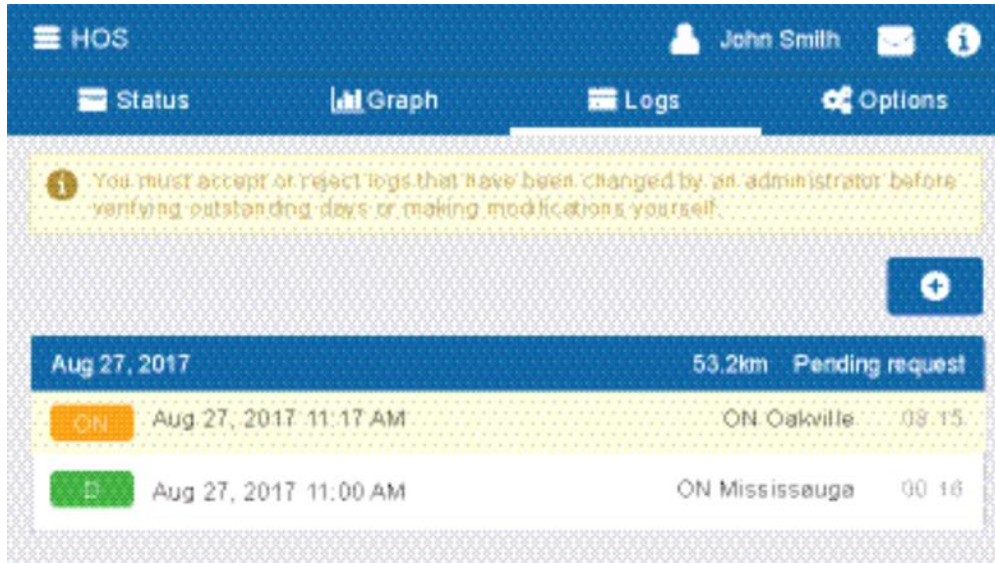 HOS John Smith
Status Graph Logs Options
You must accept or reject logs that have been changed by an administrator before
verifying outstanding days or making modifications yourself.
Aug 27, 2017 53.2km Pending request
ON Aug 27, 2017 11:17 AM ON Oakville 08:15
D Aug 27, 2017 11:00 AM ON Mississauga 00:16